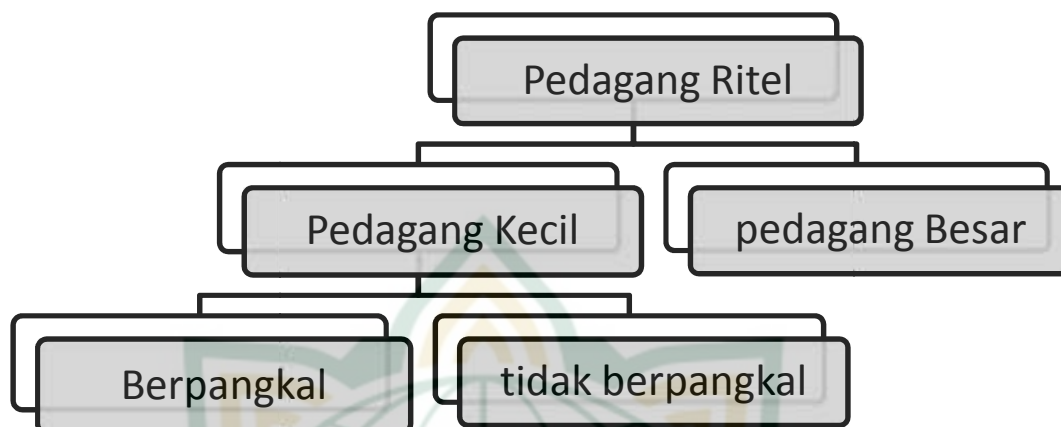 Pedagang Ritel
Pedagang Kecil
pedagang Besar
Berpangkal
tidak berpangkal